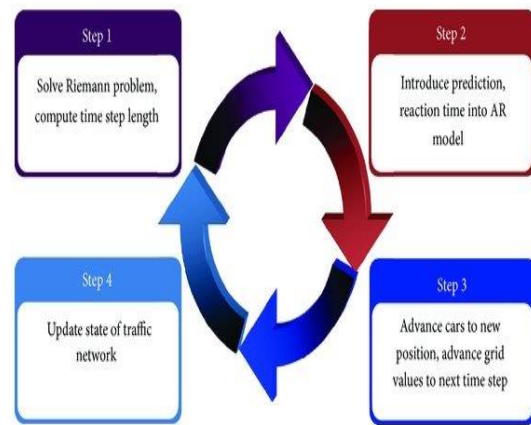 Step 1
Solve Riemann problem,
compute time step length
Step 2
Introduce prediction,
reaction time into AR
model
Step 3
Advance cars to new
position, advance grid
values to next time step
Step 4
Update state of traffic
network